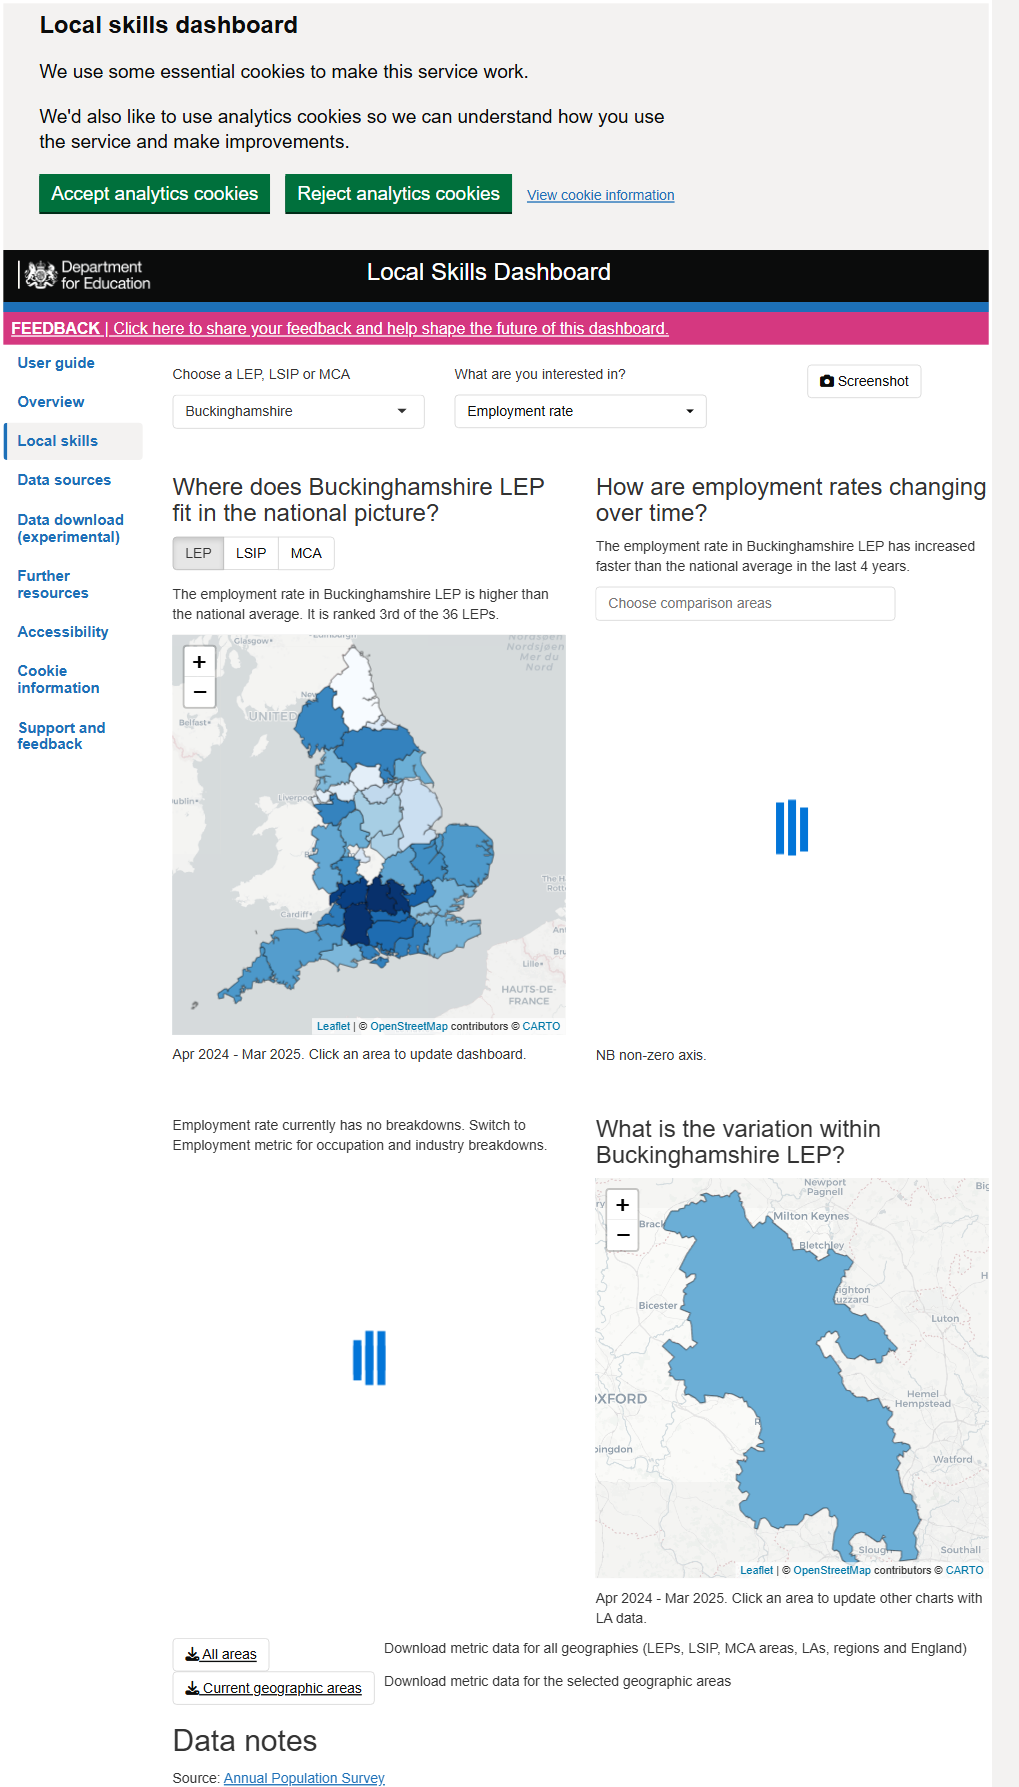 Local skills dashboard
We use some essential cookies to make this service work.
We'd also like to use analytics cookies so we can understand how you use
the service and make improvements.
Accept analytics cookies
Reject analytics cookies
View cookie information
Department
for Education
Local Skills Dashboard
FEEDBACK | Click here to share your feedback and help shape the future of this dashboard.
User guide
Overview
Local skills
Data sources
Data download
(experimental)
Further
resources
Accessibility
Cookie
information
Support and
feedback
Choose a LEP, LSIP or MCA
Buckinghamshire
What are you interested in?
Employment rate
Screenshot
Where does Buckinghamshire LEP
fit in the national picture?
LEP
LSIP
MCA
The employment rate in Buckinghamshire LEP is higher than
the national average. It is ranked 3rd of the 36 LEPs.
+
−
Glasgow
Nordsøen
Mer du
Nord
UNITED
Belfast
Liverpoo
ublin
Cardiff
Lille
HAUTS-DE-
FRANCE
Leaflet | © OpenStreetMap contributors © CARTO
Apr 2024 - Mar 2025. Click an area to update dashboard.
How are employment rates changing
over time?
The employment rate in Buckinghamshire LEP has increased
faster than the national average in the last 4 years.
Choose comparison areas
NB non-zero axis.
Employment rate currently has no breakdowns. Switch to
Employment metric for occupation and industry breakdowns.
What is the variation within
Buckinghamshire LEP?
+
−
Newport
Pagnell
Big
Brack
Milton Keynes
Bletchley
ighton
uzzard
Bicester
Luton
OXFORD
Hemel
Hempstead
bingdon
Watford
Slough
Southall
Leaflet | © OpenStreetMap contributors © CARTO
Apr 2024 - Mar 2025. Click an area to update other charts with
LA data.
All areas
Download metric data for all geographies (LEPs, LSIP, MCA areas, LAs, regions and England)
Current geographic areas
Download metric data for the selected geographic areas
Data notes
Source: Annual Population Survey